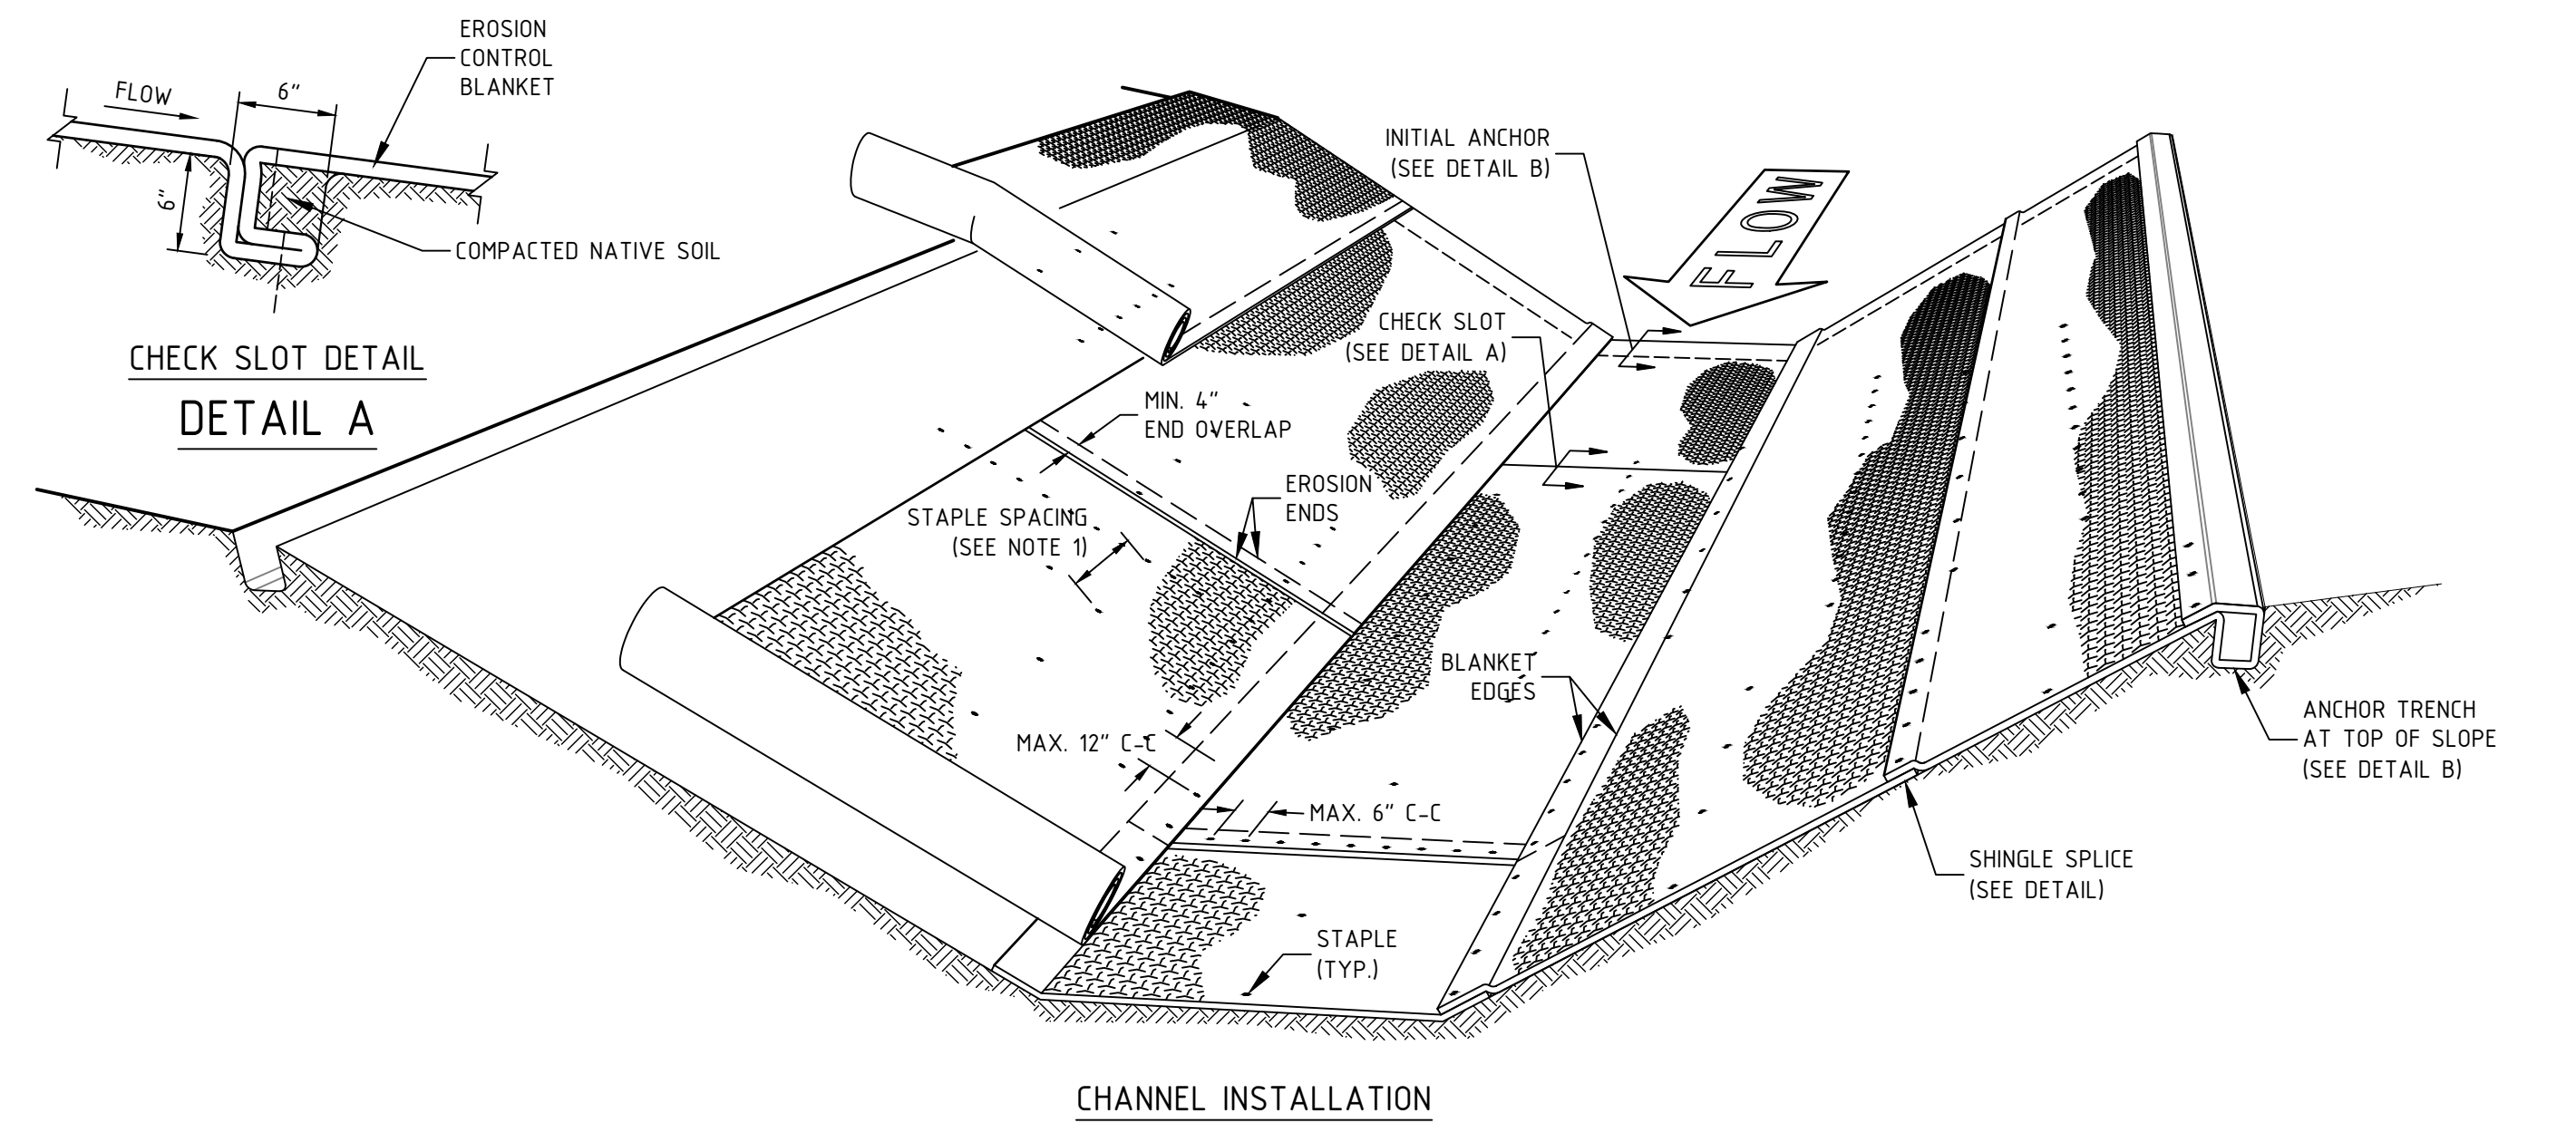 EROSION
CONTROL
BLANKET
FLOW
6"
6"
COMPACTED NATIVE SOIL
CHECK SLOT DETAIL
DETAIL A
INITIAL ANCHOR
(SEE DETAIL B)
FLOW
CHECK SLOT
(SEE DETAIL A)
MIN. 4"
END OVERLAP
EROSION
ENDS
STAPLE SPACING
(SEE NOTE 1)
BLANKET
EDGES
MAX. 12" C-C
MAX. 6" C-C
ANCHOR TRENCH
AT TOP OF SLOPE
(SEE DETAIL B)
SHINGLE SPLICE
(SEE DETAIL)
STAPLE
(TYP.)
CHANNEL INSTALLATION